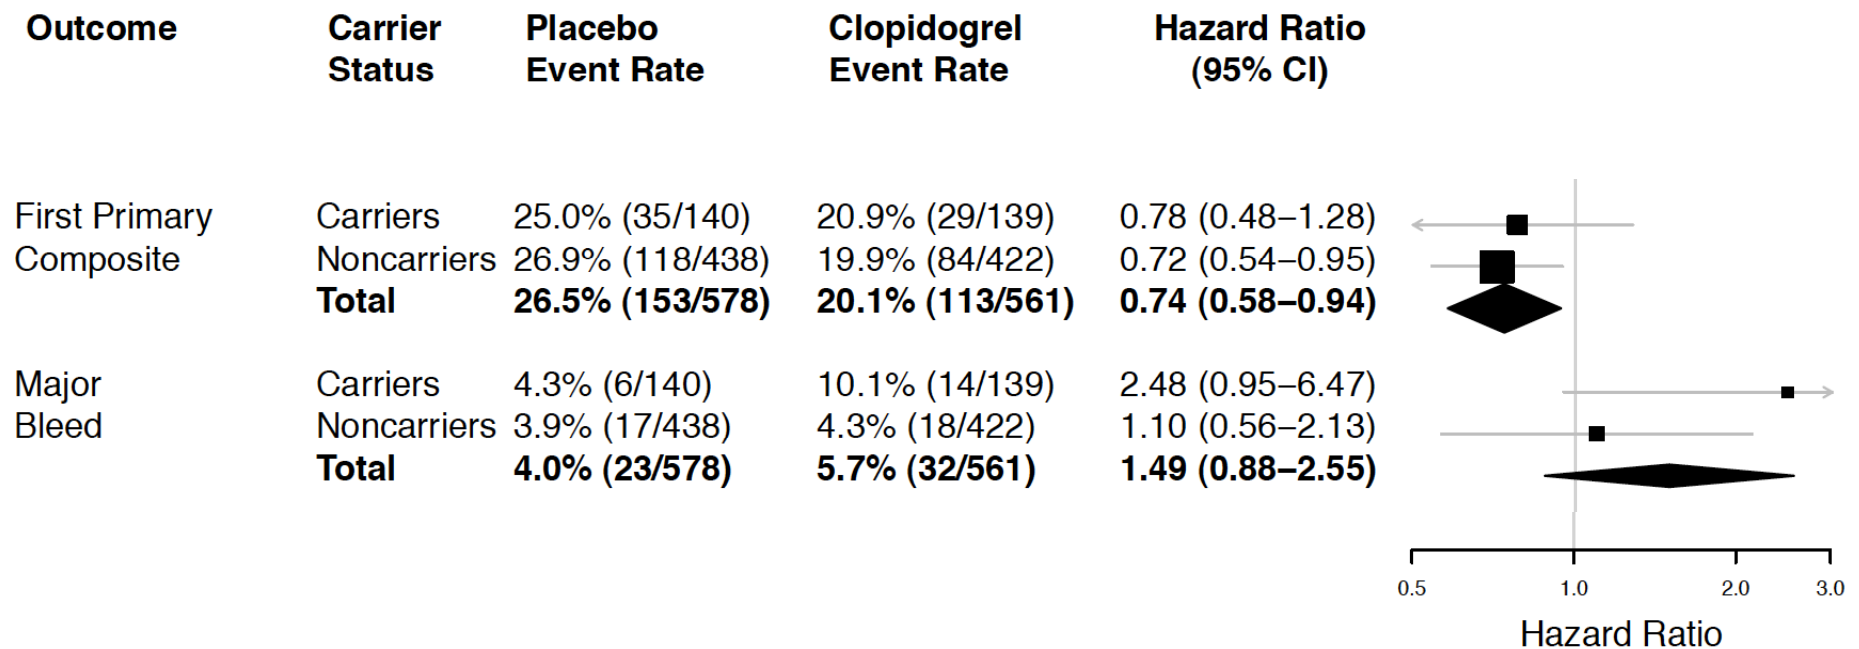 Outcome Carrier Placebo Clopidogrel Hazard Ratio
Status Event Rate Event Rate (95% CI)
First Primary Carriers 25.0% (35/140) 20.9% (29/139) 0.78 (0.48–1.28)
Composite Noncarriers 26.9% (118/438) 19.9% (84/422) 0.72 (0.54–0.95)
Total 26.5% (153/578) 20.1% (113/561) 0.74 (0.58–0.94)
Major Carriers 4.3% (6/140) 10.1% (14/139) 2.48 (0.95–6.47)
Bleed Noncarriers 3.9% (17/438) 4.3% (18/422) 1.10 (0.56–2.13)
Total 4.0% (23/578) 5.7% (32/561) 1.49 (0.88–2.55)
0.5 1.0 2.0 3.0
Hazard Ratio